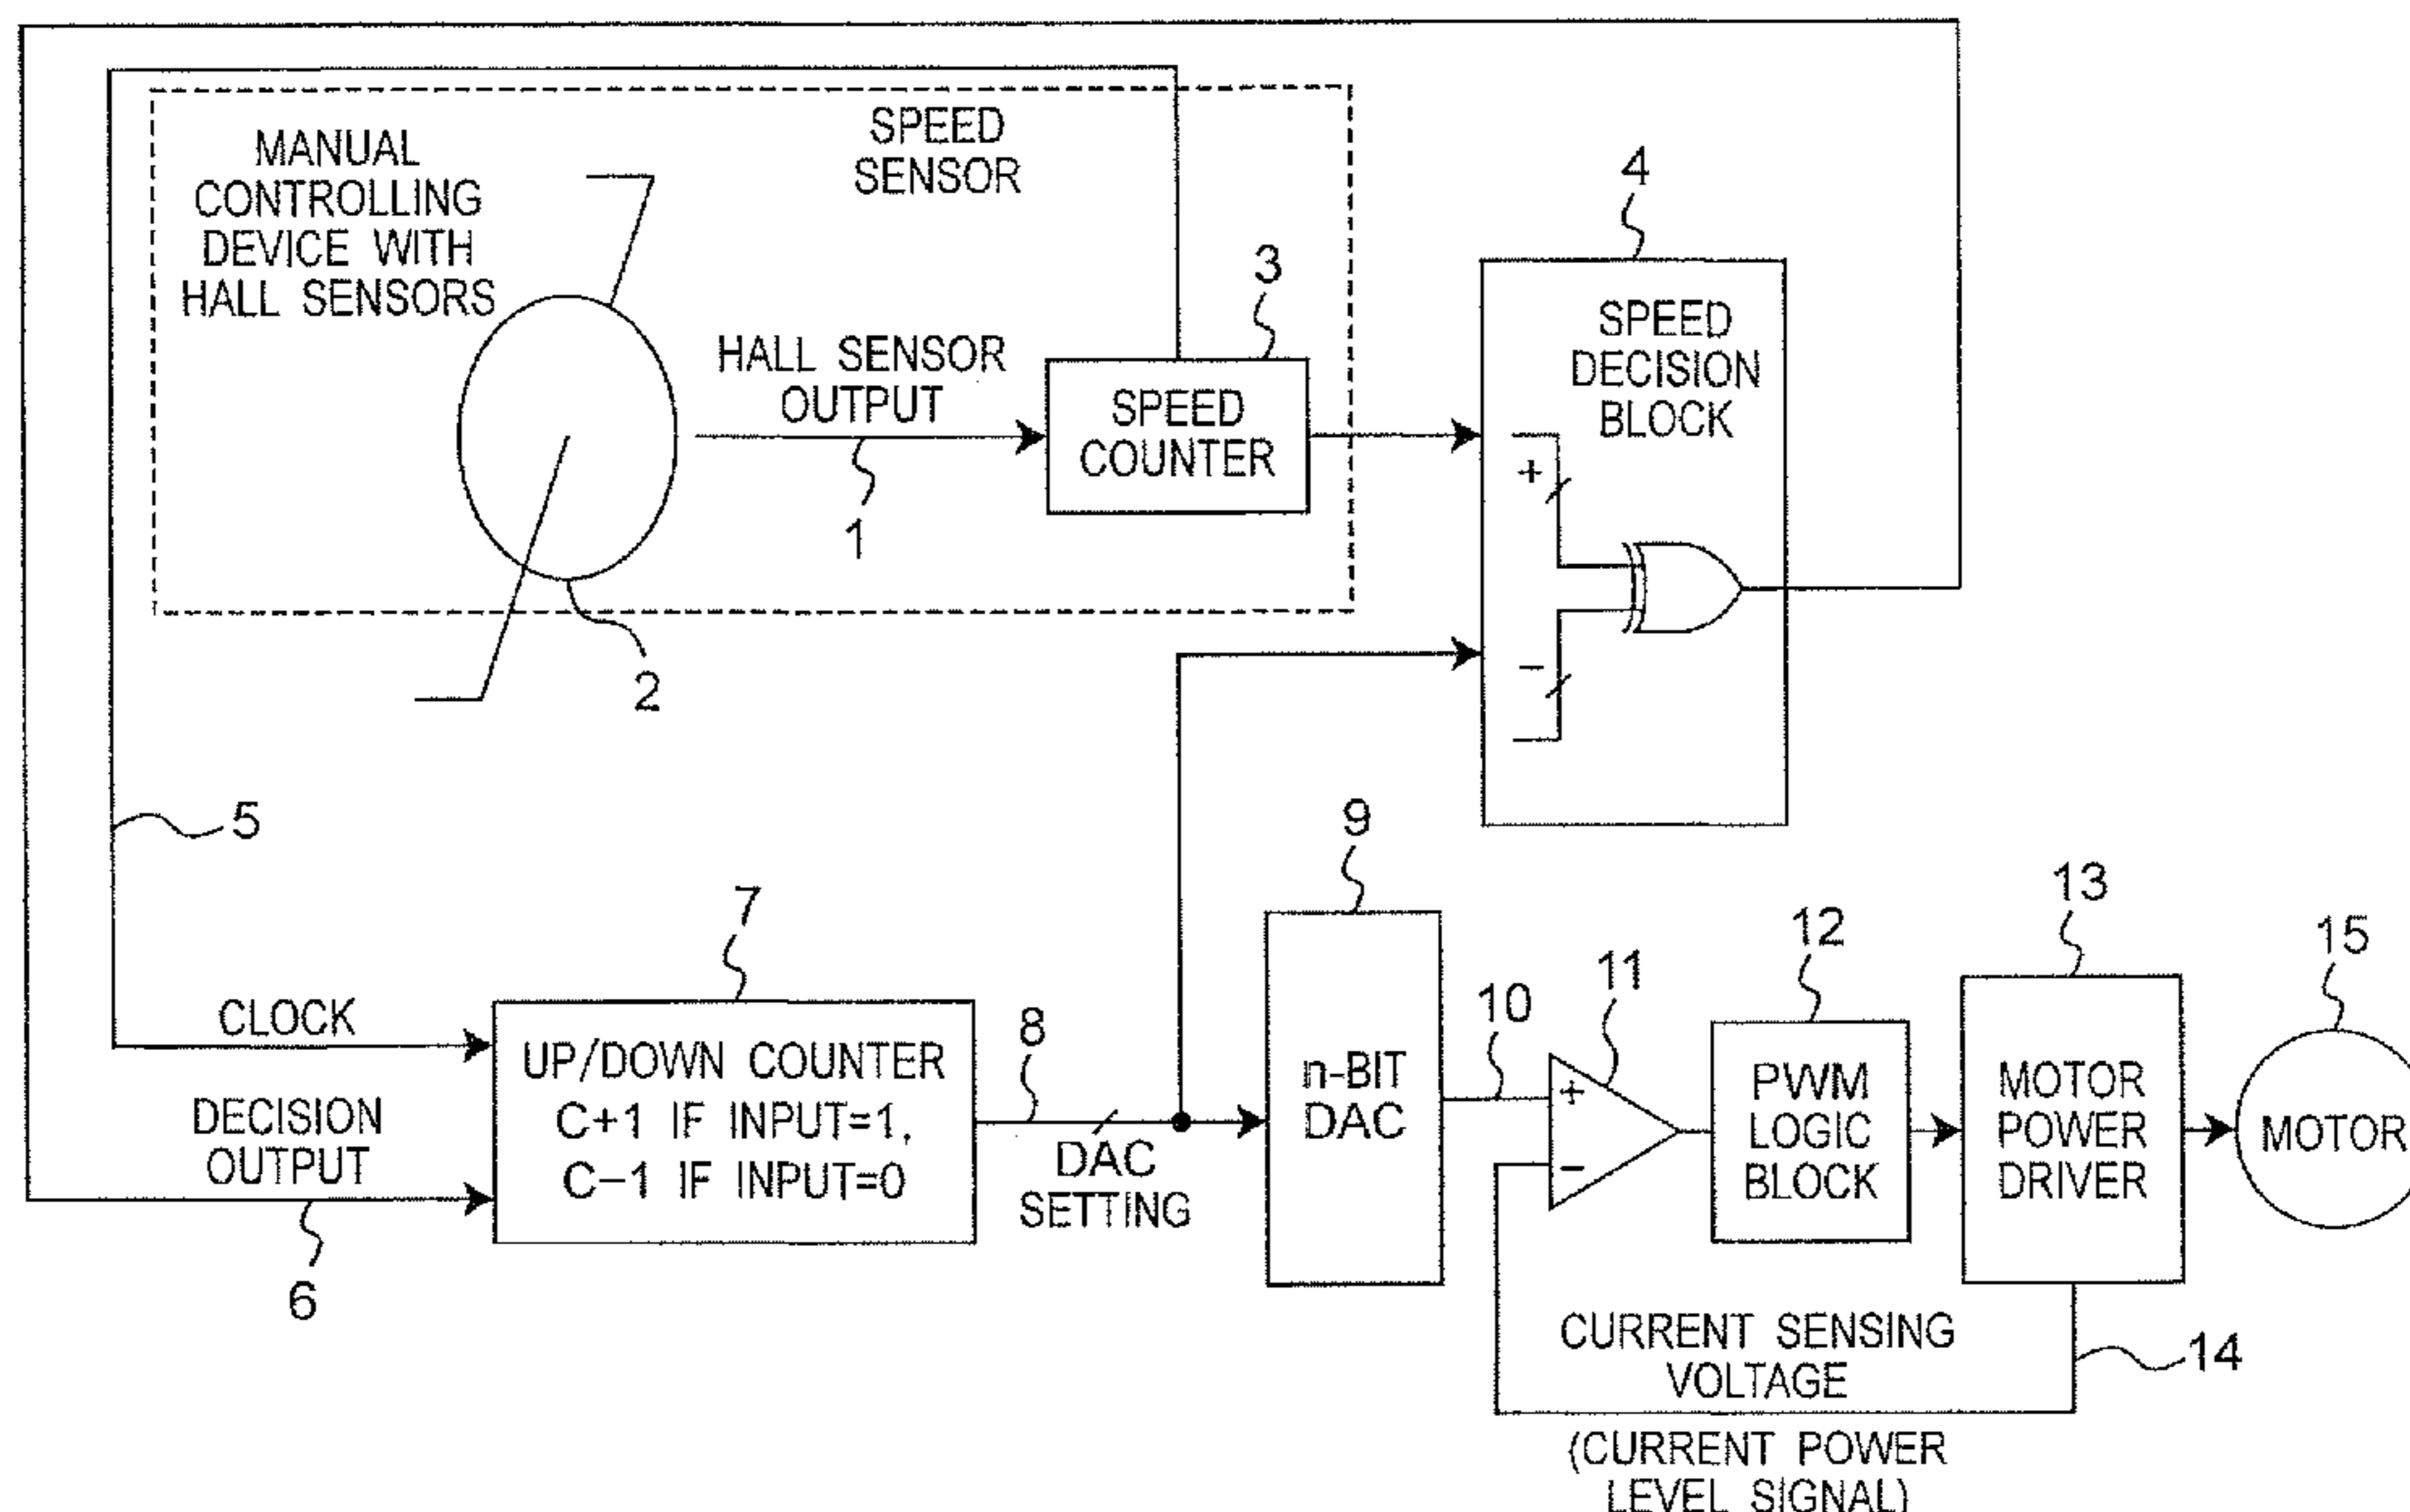 MANUAL
CONTROLLING
DEVICE WITH
HALL SENSORS
SPEED
SENSOR
HALL SENSOR
OUTPUT
1
2
3
SPEED
COUNTER
4
SPEED
DECISION
BLOCK
+
−
5
CLOCK
DECISION
OUTPUT
6
7
UP/DOWN COUNTER
C+1 IF INPUT=1,
C−1 IF INPUT=0
8
DAC
SETTING
9
n-BIT
DAC
10
11
+
−
12
PWM
LOGIC
BLOCK
13
MOTOR
POWER
DRIVER
15
MOTOR
CURRENT SENSING
VOLTAGE
14
(CURRENT POWER
LEVEL SIGNAL)